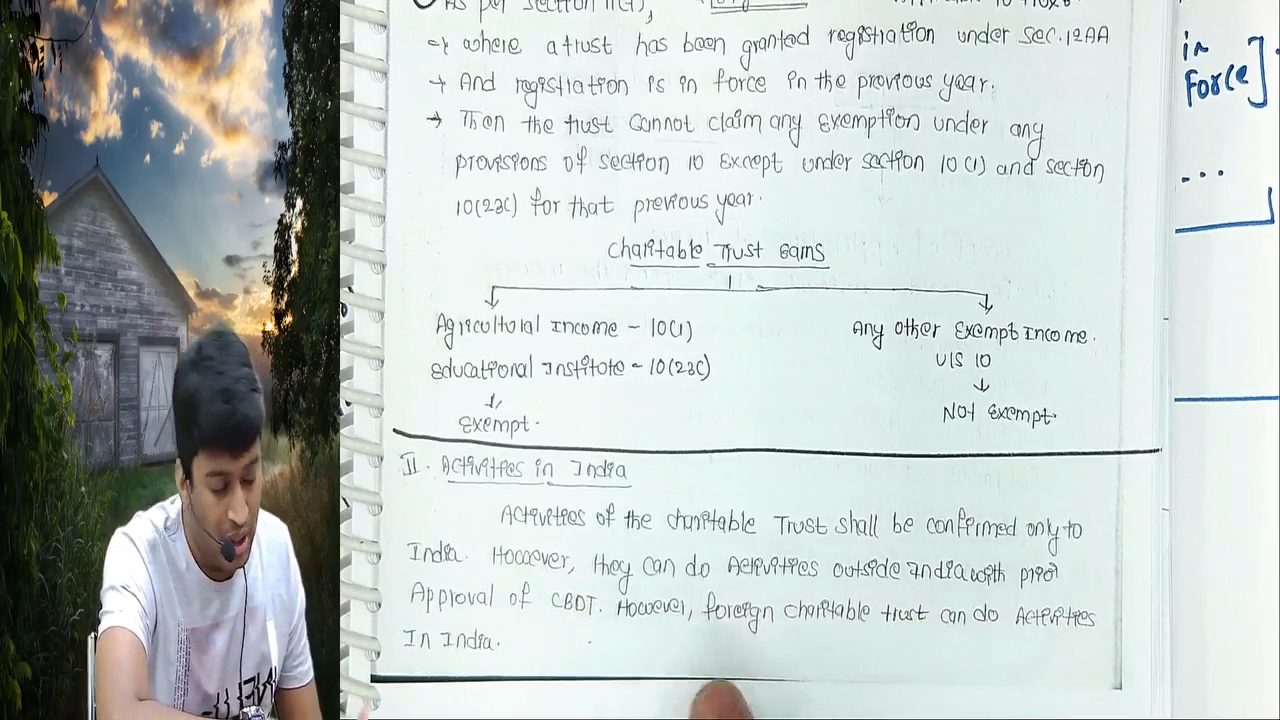 As per section 11(7),
→ where a trust has been granted registration under sec.12AA
→ And registration is in force in the previous year.
→ Then the trust cannot claim any exemption under any
provisions of section 10 Except under section 10(1) and section
10(23C) for that previous year.
Charitable Trust Earns
Agricultural Income - 10(1)
Educational Institute - 10(23C)
Exempt.
Any other Exempt Income.
U/S 10
Not Exempt.
II. Activities in India
Activities of the charitable Trust shall be confirmed only to
India. However, they can do Activities outside India with prior
Approval of CBDT. However, foreign charitable trust can do Activities
In India.
in
Force]
...